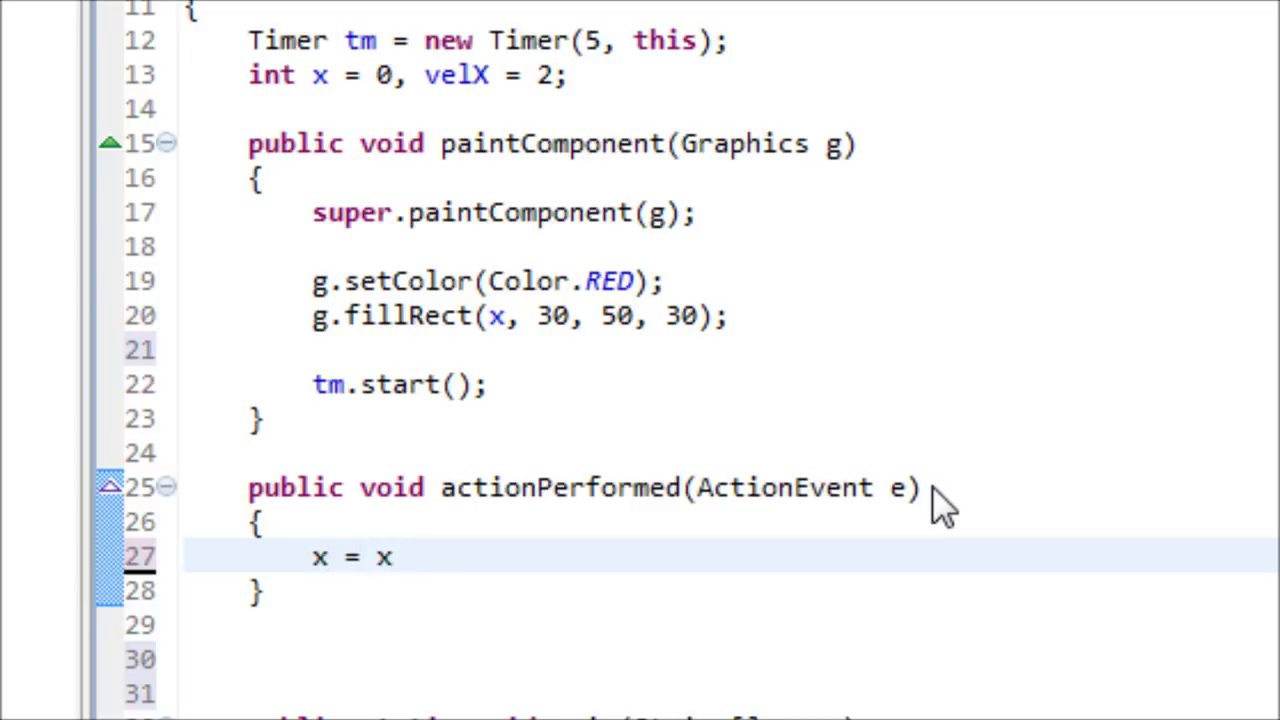 11 {
12 Timer tm = new Timer(5, this);
13 int x = 0, velX = 2;
14
15 public void paintComponent(Graphics g)
16 {
17 super.paintComponent(g);
18
19 g.setColor(Color.RED);
20 g.fillRect(x, 30, 50, 30);
21
22 tm.start();
23 }
24
25 public void actionPerformed(ActionEvent e)
26 {
27 x = x
28 }
29
30
31